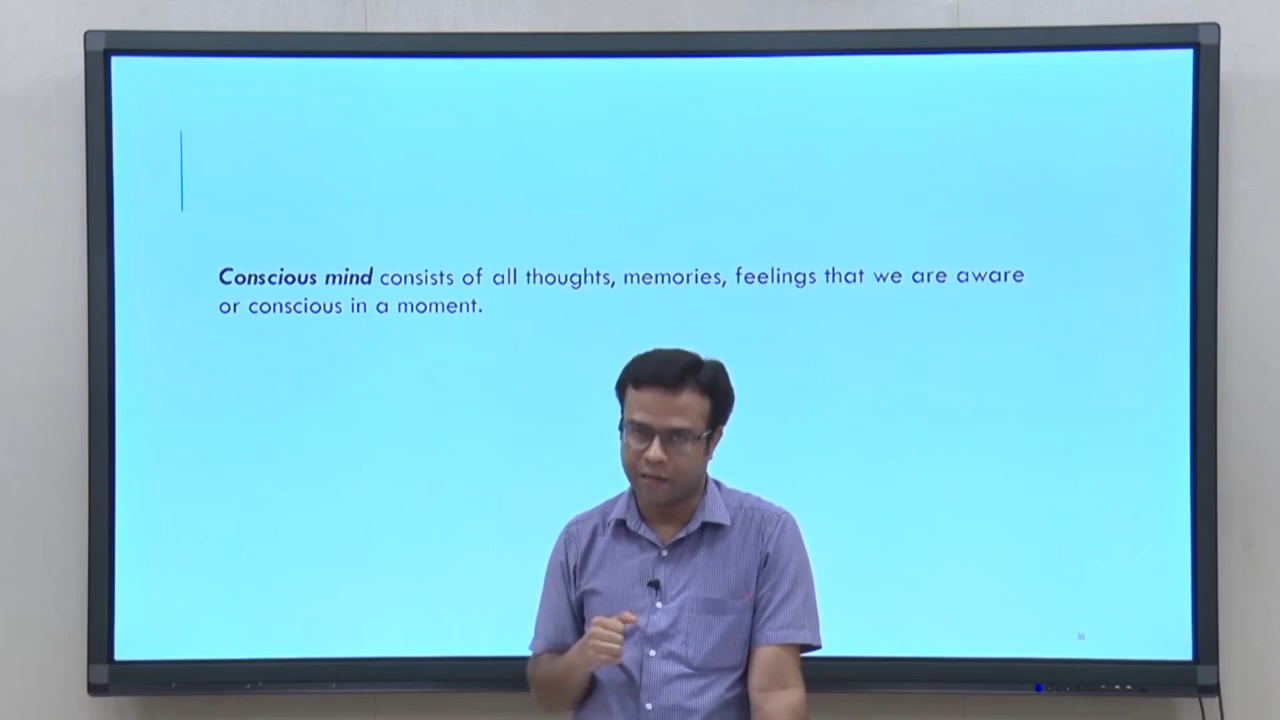 Conscious mind consists of all thoughts, memories, feelings that we are aware
or conscious in a moment.